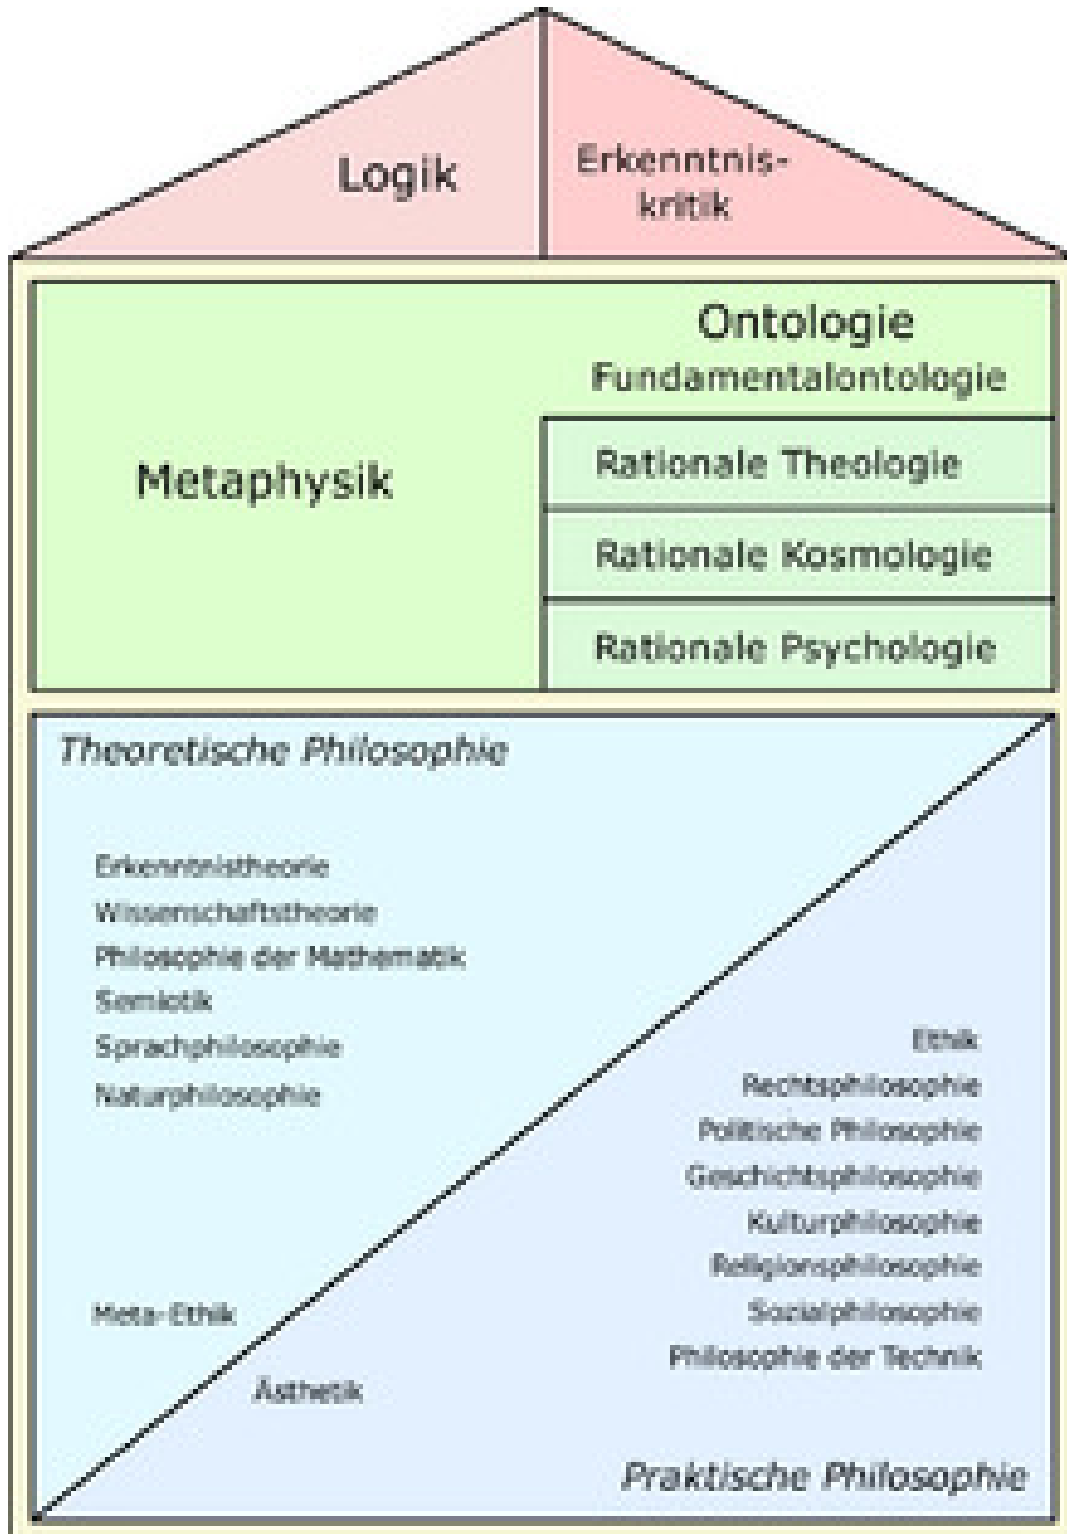 Logik
Erkenntnis-
kritik
Ontologie
Fundamentalontologie
Metaphysik
Rationale Theologie
Rationale Kosmologie
Rationale Psychologie
Theoretische Philosophie
Erkenntnistheorie
Wissenschaftstheorie
Philosophie der Mathematik
Semiotik
Sprachphilosophie
Naturphilosophie
Meta-Ethik
Ästhetik
Ethik
Rechtsphilosophie
Politische Philosophie
Geschichtsphilosophie
Kulturphilosophie
Religionsphilosophie
Sozialphilosophie
Philosophie der Technik
Praktische Philosophie